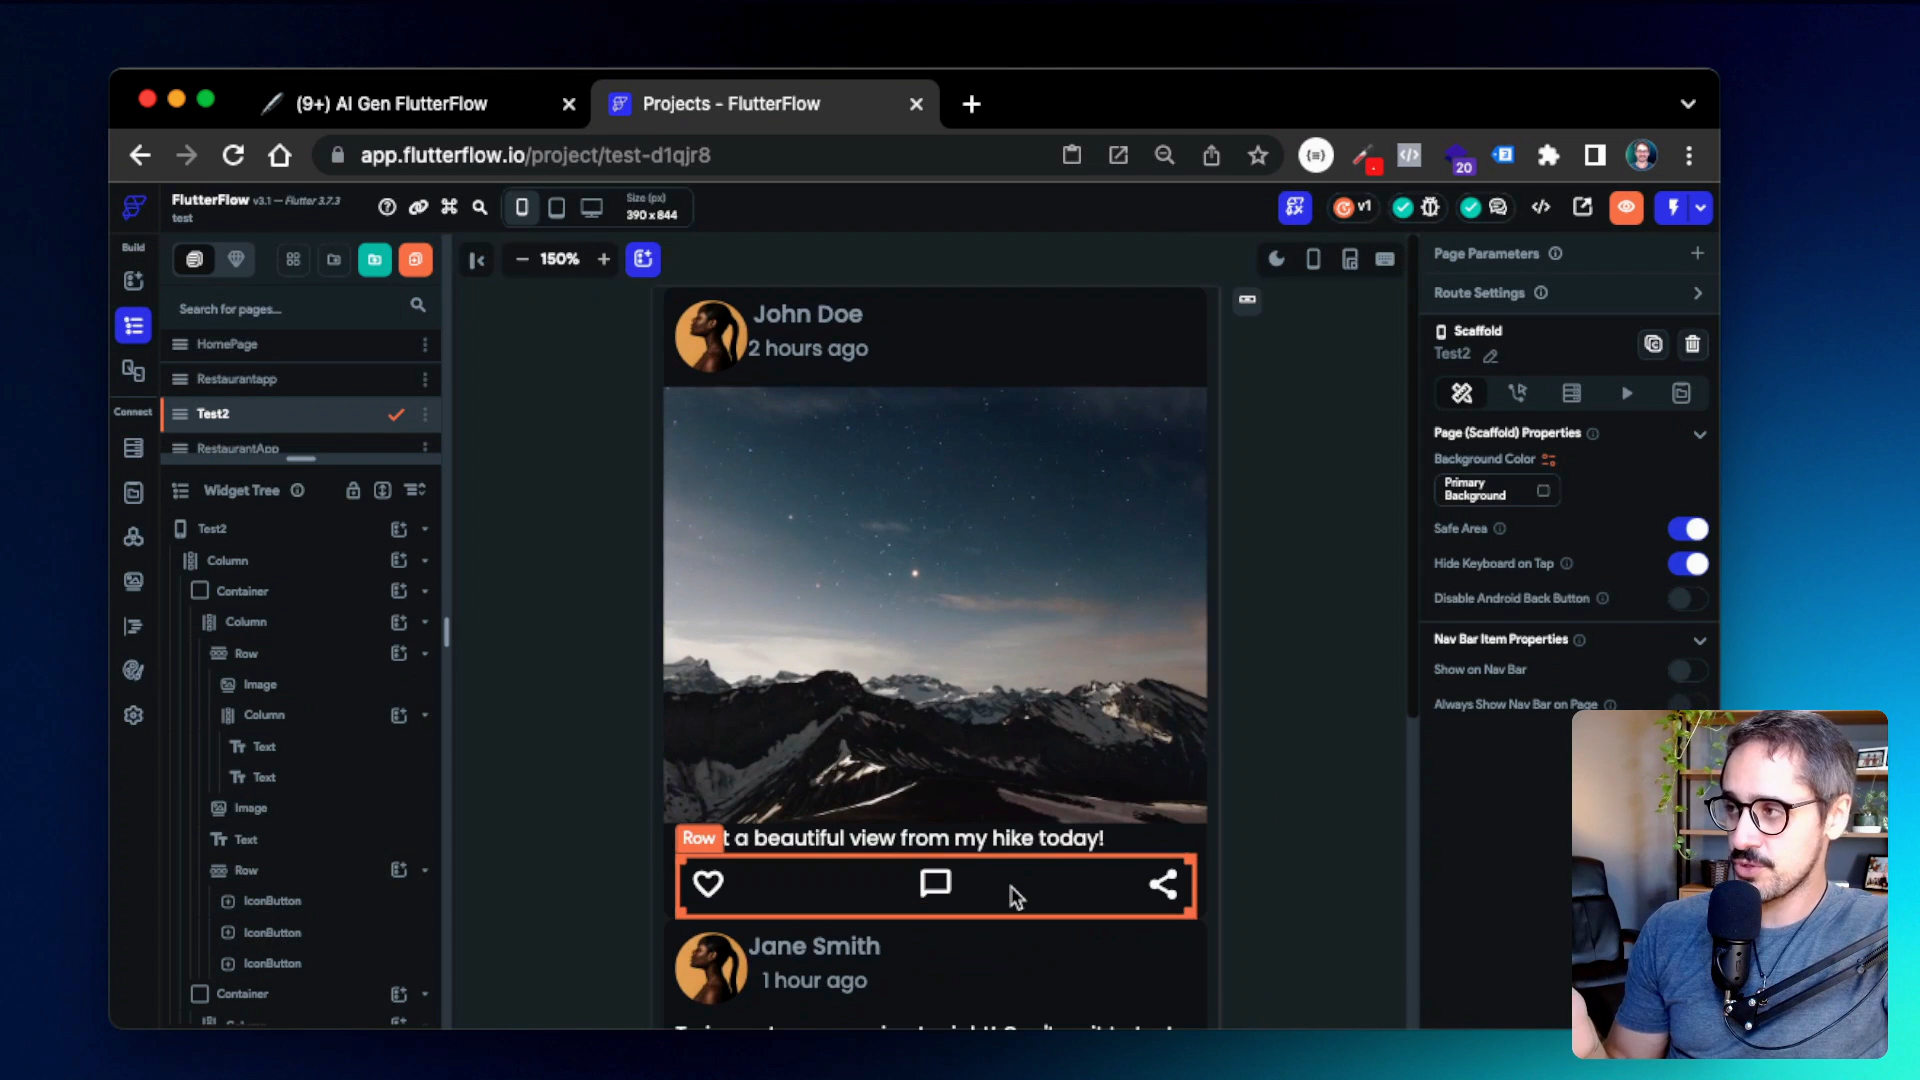 (9+) AI Gen FlutterFlow
Projects - FlutterFlow
app.flutterflow.io/project/test-d1qjr8
20
FlutterFlow v3.1 — Flutter 3.7.3
test
Size (px)
390 x 844
v1
Build
150%
Page Parameters
Search for pages...
Route Settings
HomePage
Restaurantapp
Connect
Test2
RestaurantApp
Scaffold
Test2
Page (Scaffold) Properties
Background Color
Primary
Background
Safe Area
Hide Keyboard on Tap
Disable Android Back Button
Nav Bar Item Properties
Show on Nav Bar
Always Show Nav Bar on Page
Widget Tree
Test2
Column
Container
Column
Row
Image
Column
Tт Text
Tт Text
Image
Tт Text
Row
IconButton
IconButton
IconButton
Container
John Doe
2 hours ago
Row
t a beautiful view from my hike today!
Jane Smith
1 hour ago